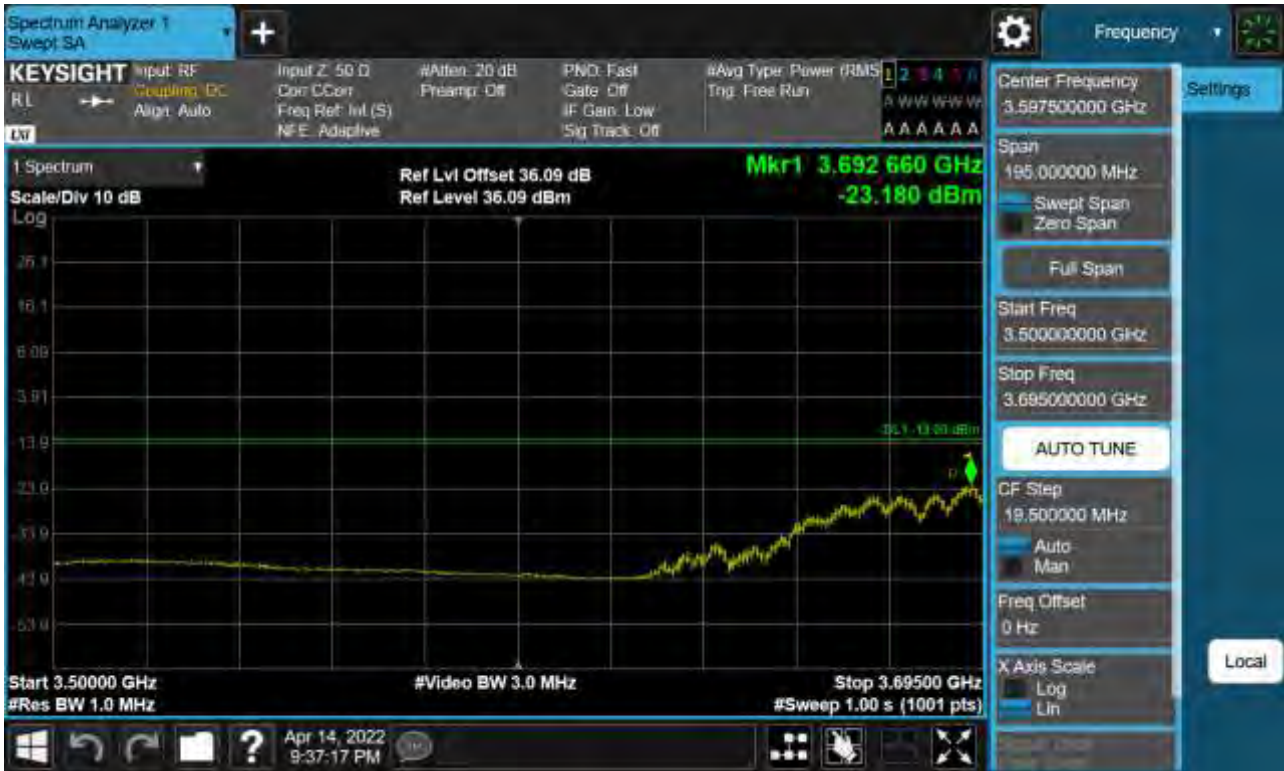 Spectrum Analyzer 1
Swept SA
Frequency
KEYSIGHT
RL
LXI
Input: RF
Coupling: DC
Align: Auto
Input Z: 50 Ω
Corr CCorr
Freq Ref: Int (S)
NFE: Adaptive
#Atten: 20 dB
Preamp: Off
PNO: Fast
Gate: Off
IF Gain: Low
Sig Track: Off
#Avg Type: Power (RMS
Trig: Free Run
1 2 3 4 5 6
A W W W W W
A A A A A A
1 Spectrum
Scale/Div 10 dB
Log
Ref Lvl Offset 36.09 dB
Ref Level 36.09 dBm
Mkr1 3.692 660 GHz
-23.180 dBm
26.1
16.1
6.09
-3.91
-13.9
-23.9
-33.9
-43.9
-53.9
Start 3.50000 GHz
#Res BW 1.0 MHz
#Video BW 3.0 MHz
Stop 3.69500 GHz
#Sweep 1.00 s (1001 pts)
Center Frequency
3.597500000 GHz
Span
195.000000 MHz
Swept Span
Zero Span
Full Span
Start Freq
3.500000000 GHz
Stop Freq
3.695000000 GHz
AUTO TUNE
CF Step
19.500000 MHz
Auto
Man
Freq Offset
0 Hz
X Axis Scale
Log
Lin
Settings
Local
?
Apr 14, 2022
9:37:17 PM